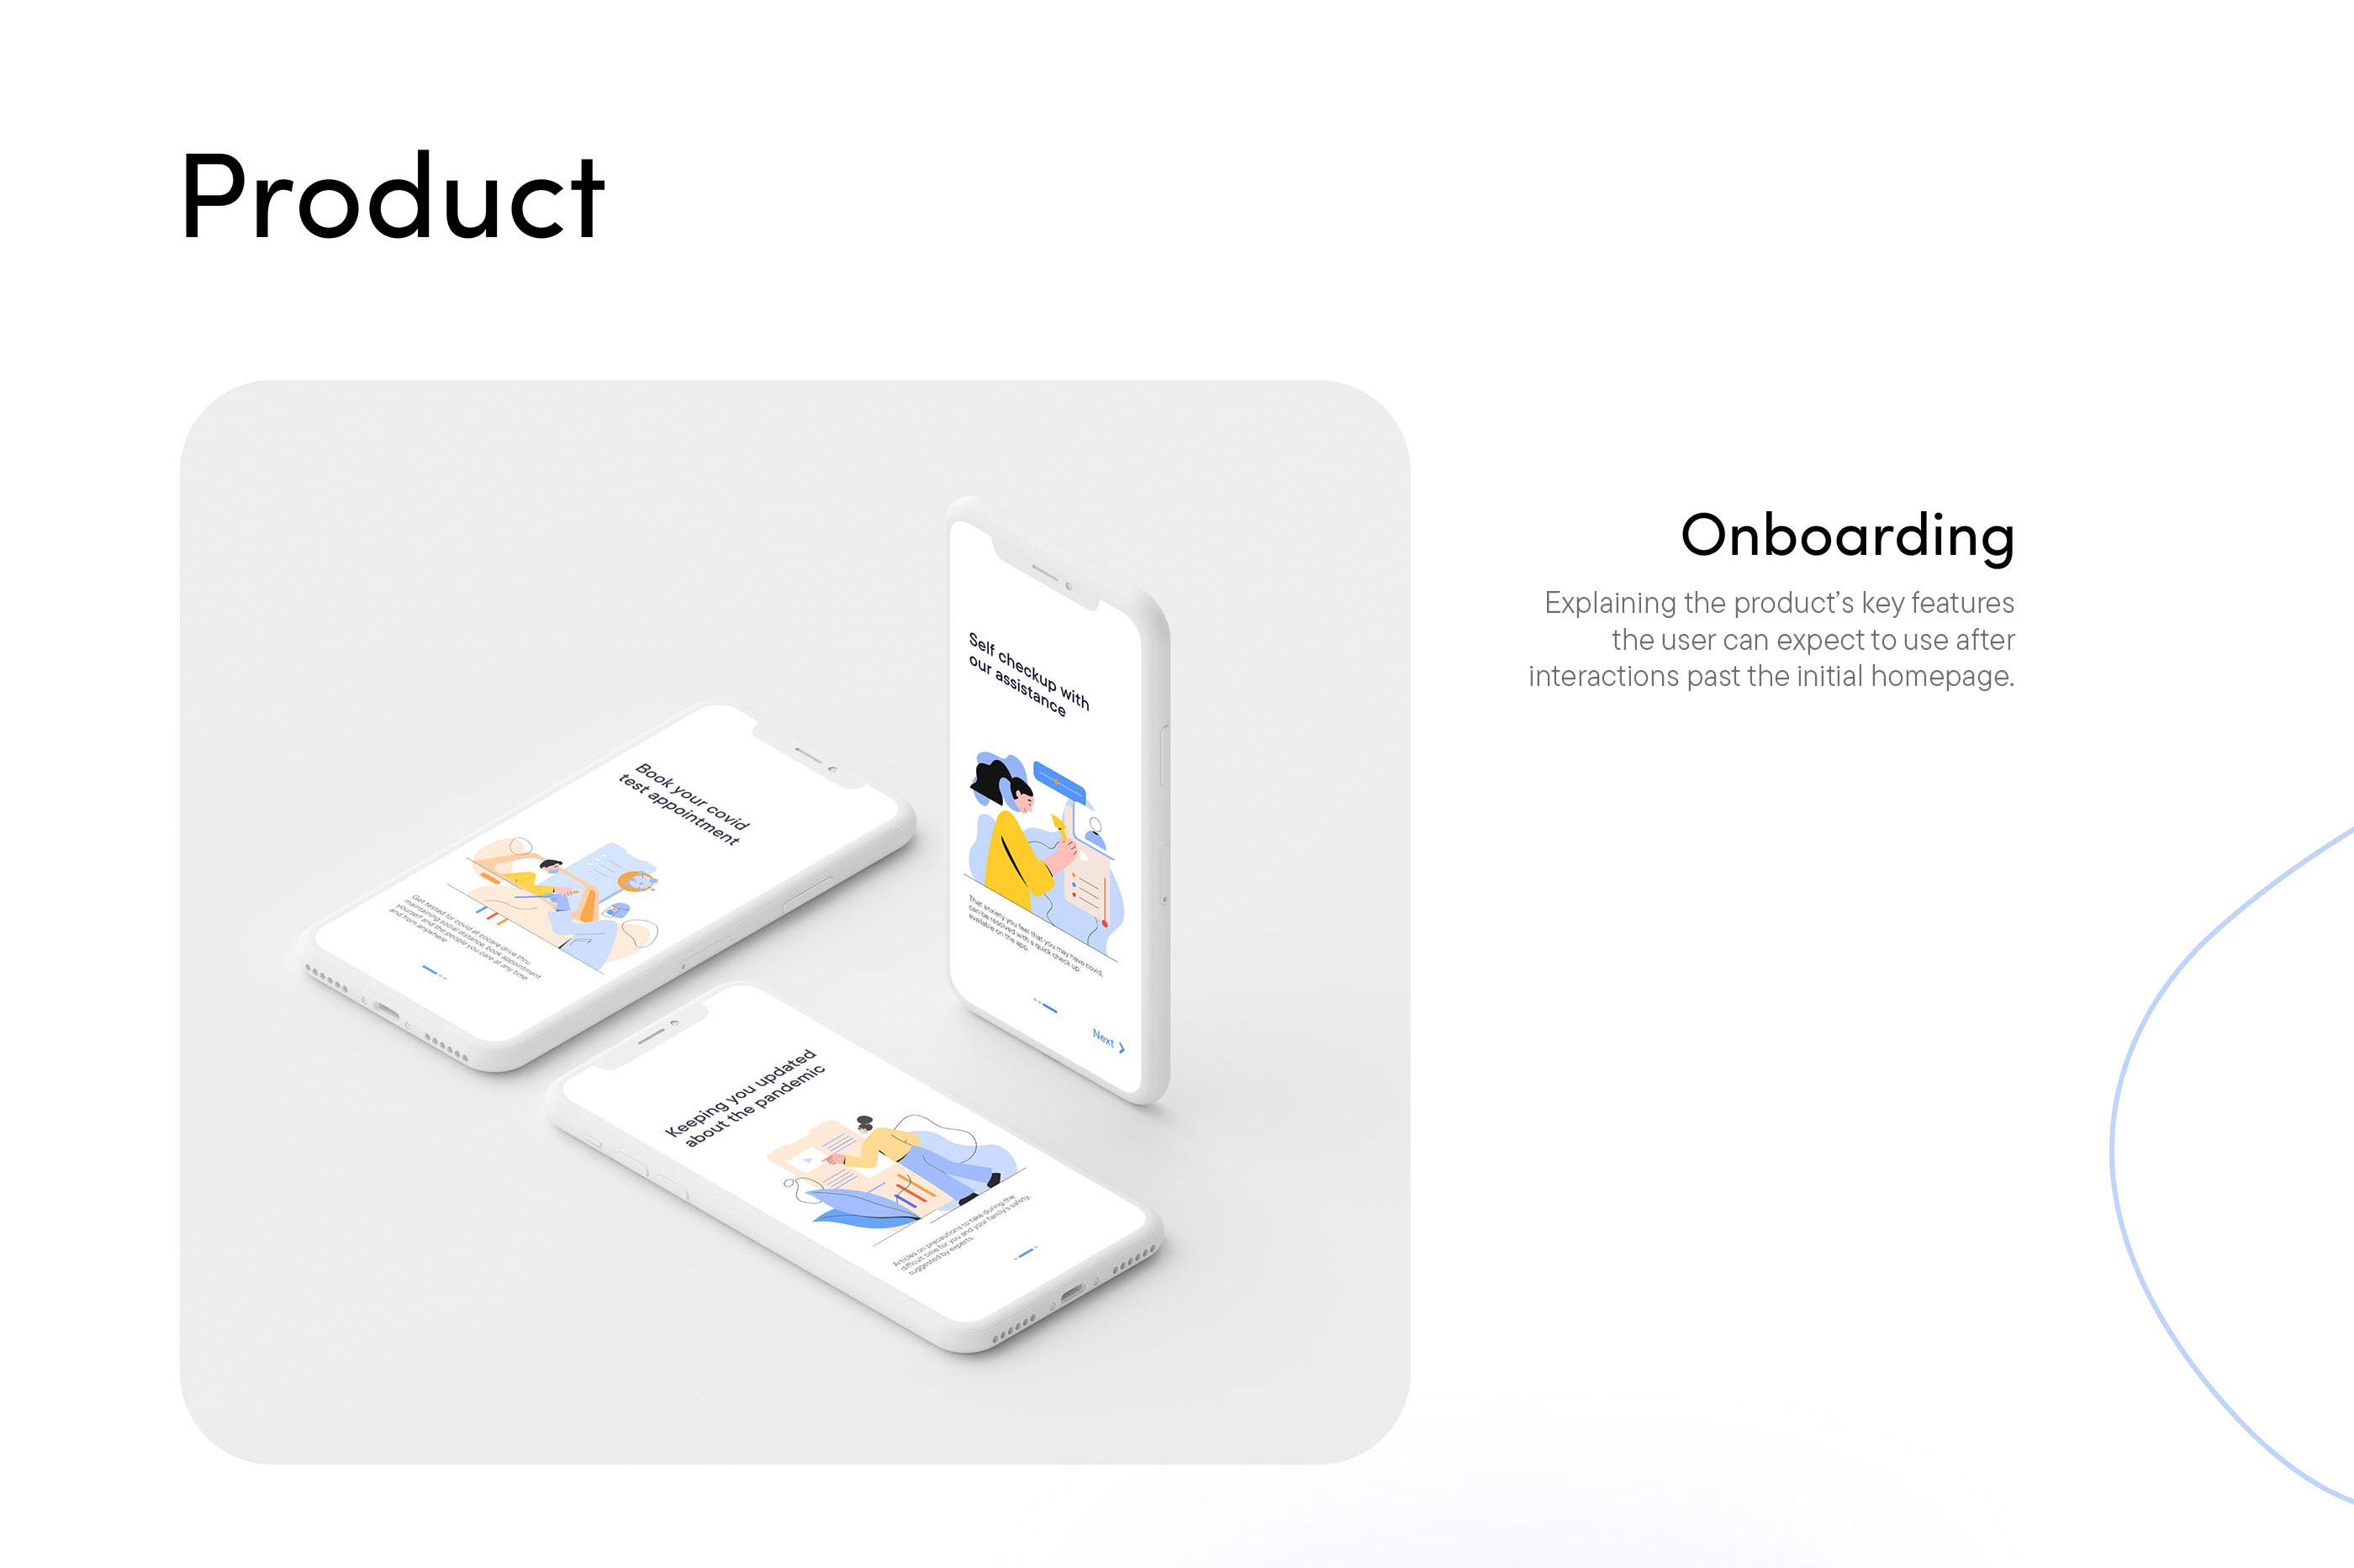 Product
Onboarding
Explaining the product’s key features
the user can expect to use after
interactions past the initial homepage.
Self checkup with
our assistance
That anxiety you feel that you may have covid,
can be resolved with a quick check up
available on the app.
Next
Book your covid
test appointment
Get tested for covid at cocare drive thru
maintaining social distance, book appointment
yourself and the people you care at any time
and from anywhere
Keeping you updated
about the pandemic
Articles on precautions to take during the
difficult time for you and your family's safety,
suggested by experts.